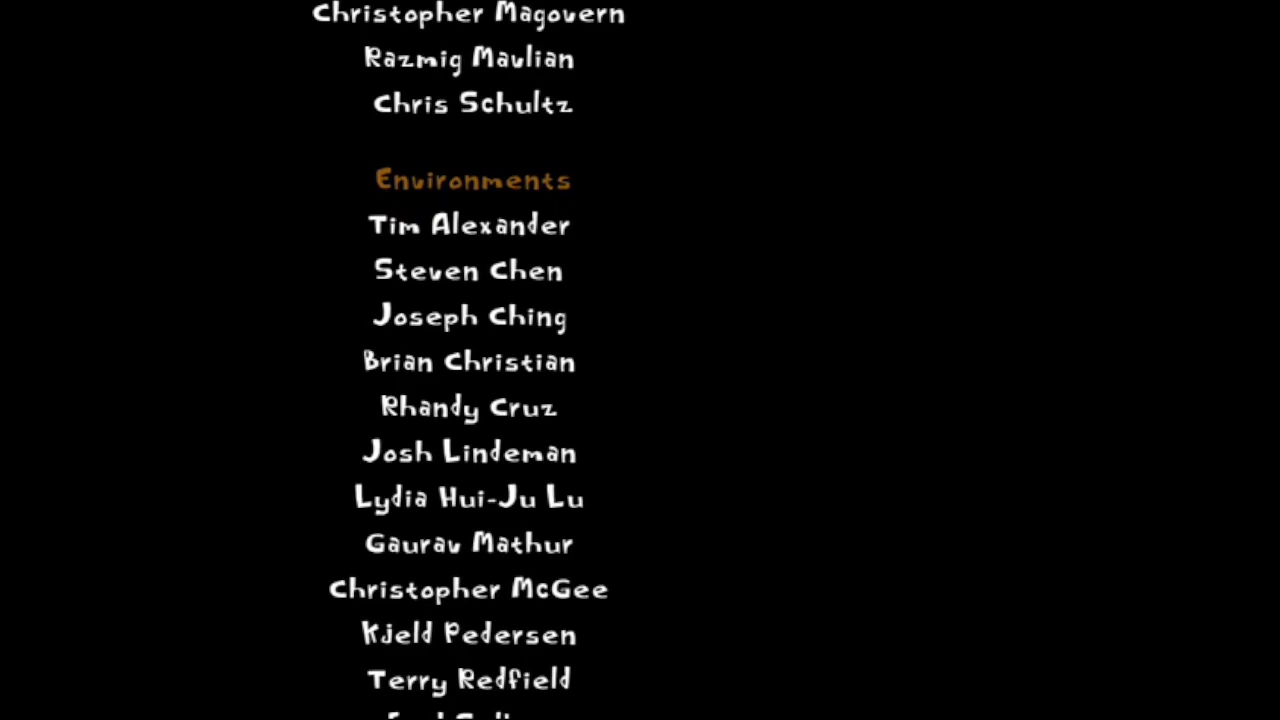 Christopher Magovern
Razmig Mavlian
Chris Schultz
Environments
Tim Alexander
Steven Chen
Joseph Ching
Brian Christian
Rhandy Cruz
Josh Lindeman
Lydia Hui-Ju Lu
Gaurav Mathur
Christopher McGee
Kjeld Pedersen
Terry Redfield